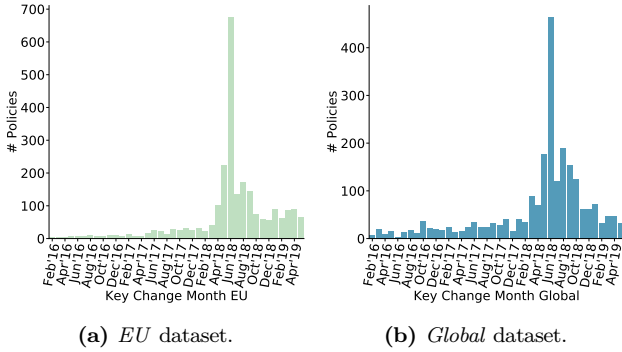 700
600
500
400
300
200
100
0
# Policies
Feb'16
Apr'16
Jun'16
Aug'16
Oct'16
Dec'16
Feb'17
Apr'17
Jun'17
Aug'17
Oct'17
Dec'17
Feb'18
Apr'18
Jun'18
Aug'18
Oct'18
Dec'18
Feb'19
Apr'19
Key Change Month EU
(a) EU dataset.
400
300
200
100
0
# Policies
Feb'16
Apr'16
Jun'16
Aug'16
Oct'16
Dec'16
Feb'17
Apr'17
Jun'17
Aug'17
Oct'17
Dec'17
Feb'18
Apr'18
Jun'18
Aug'18
Oct'18
Dec'18
Feb'19
Apr'19
Key Change Month Global
(b) Global dataset.